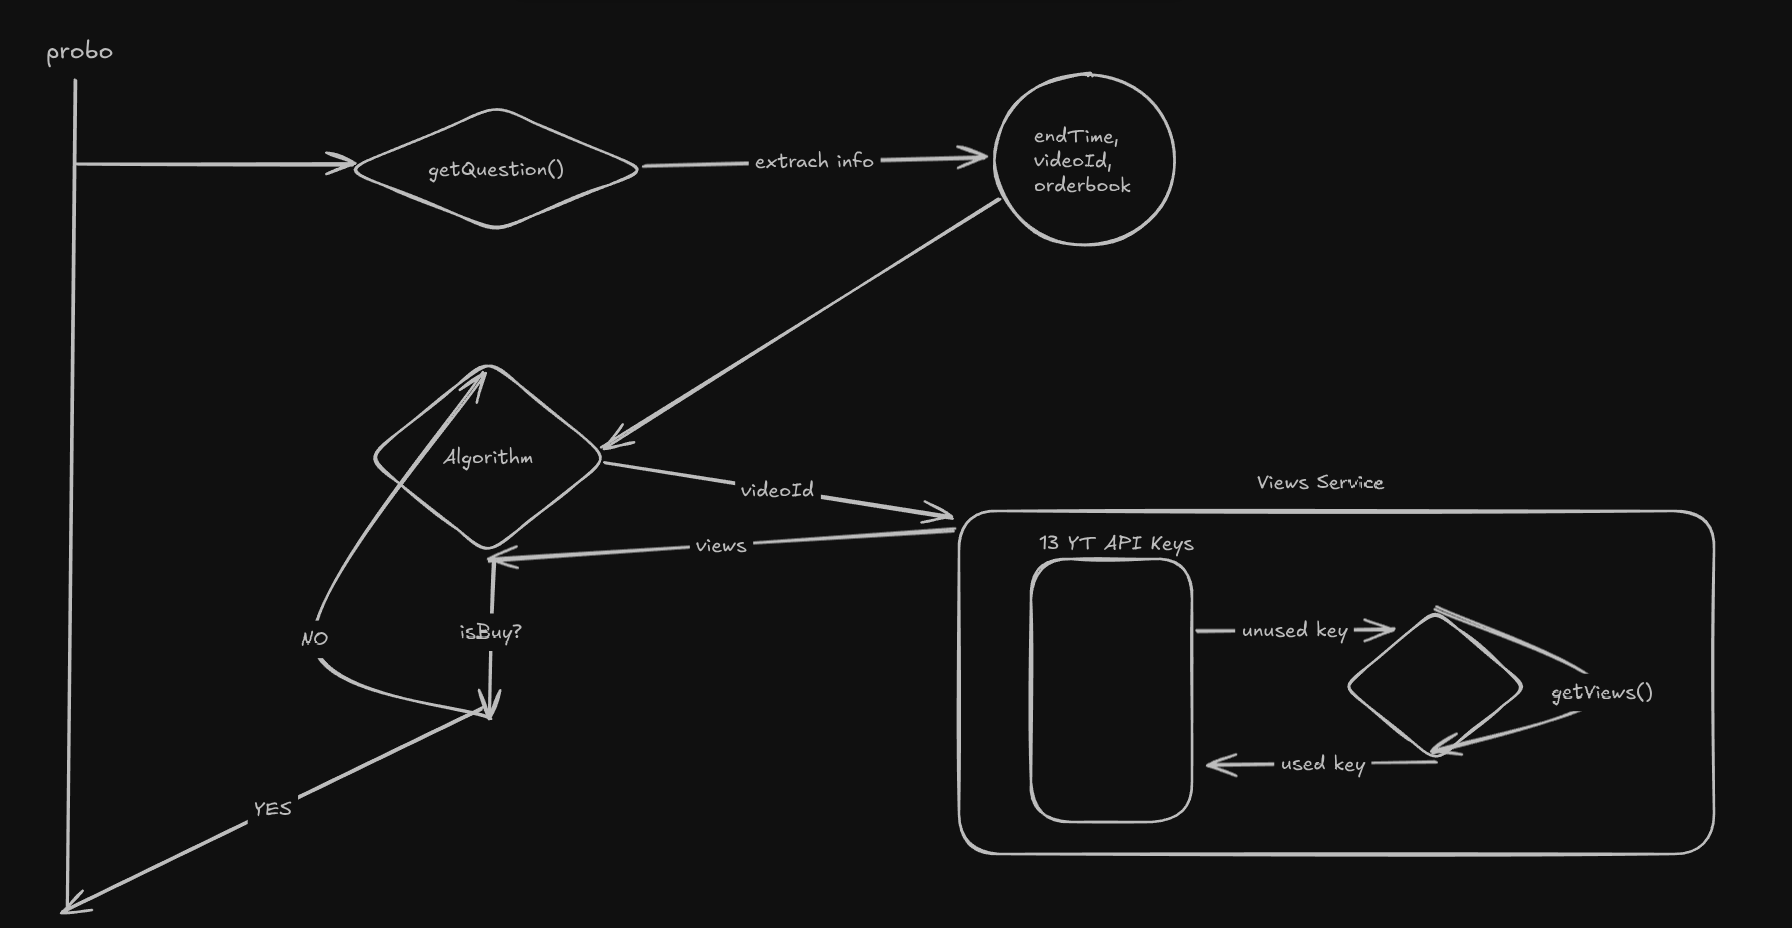 probo
getQuestion()
extrach info
endTime,
videoId,
orderbook
Algorithm
videoId
views
Views Service
13 YT API Keys
unused key
getViews()
used key
isBuy?
NO
YES